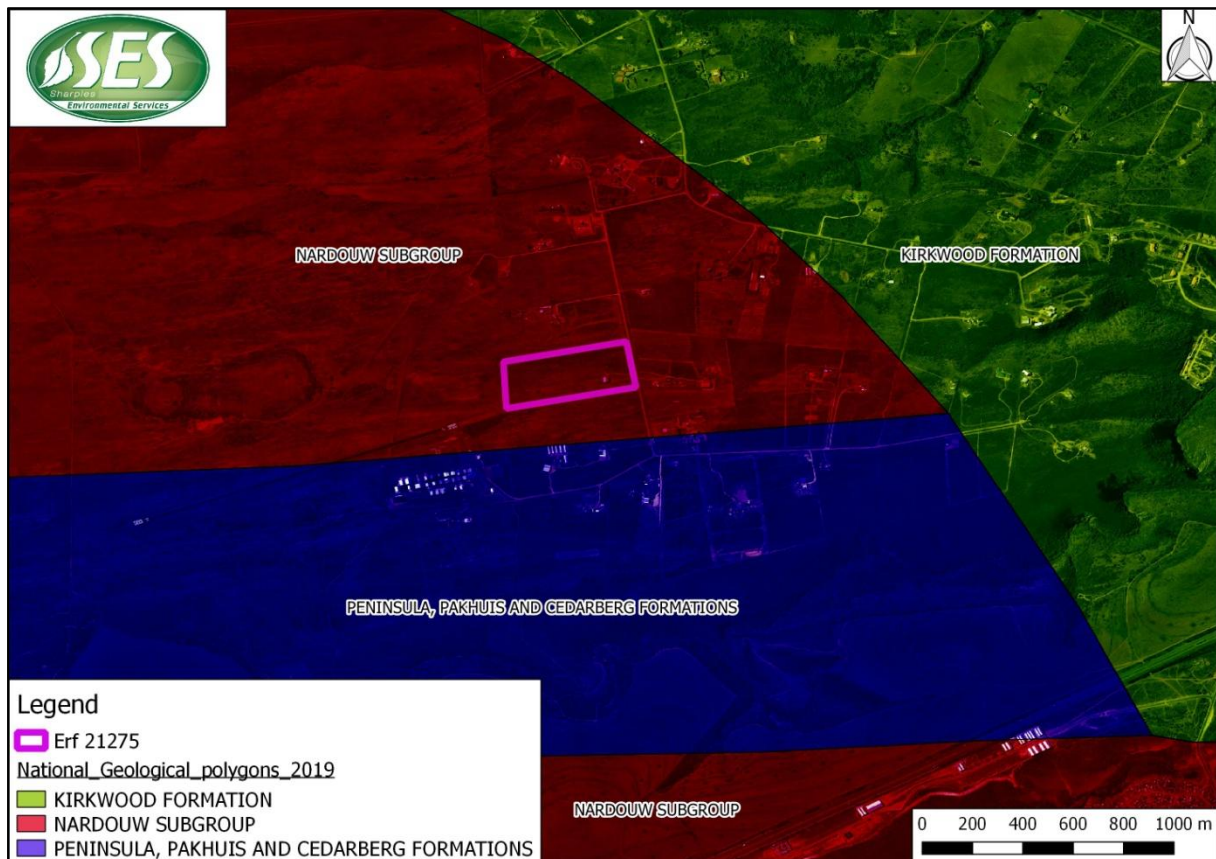 SES
Sharples
Environmental Services
N
NARDOUW SUBGROUP
KIRKWOOD FORMATION
PENINSULA, PAKHUIS AND CEDARBERG FORMATIONS
NARDOUW SUBGROUP
Legend
Erf 21275
National_Geological_polygons_2019
KIRKWOOD FORMATION
NARDOUW SUBGROUP
PENINSULA, PAKHUIS AND CEDARBERG FORMATIONS
0 200 400 600 800 1000 m